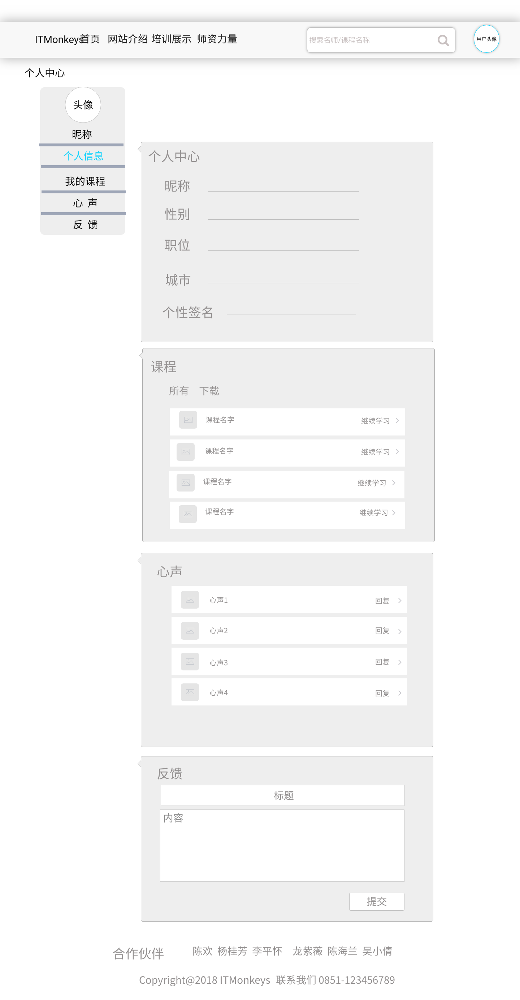 ITMonkeys首页 网站介绍 培训展示 师资力量 搜索名师/课程名称 用户头像
个人中心
头像
昵称
个人信息
我的课程
心 声
反 馈
个人中心
昵称
性别
职位
城市
个性签名
课程
所有 下载
课程名字 继续学习
课程名字 继续学习
课程名字 继续学习
课程名字 继续学习
心声
心声1 回复
心声2 回复
心声3 回复
心声4 回复
反馈
标题
内容
提交
合作伙伴 陈欢 杨桂芳 李平怀 龙紫薇 陈海兰 吴小倩
Copyright@2018 ITMonkeys 联系我们 0851-123456789